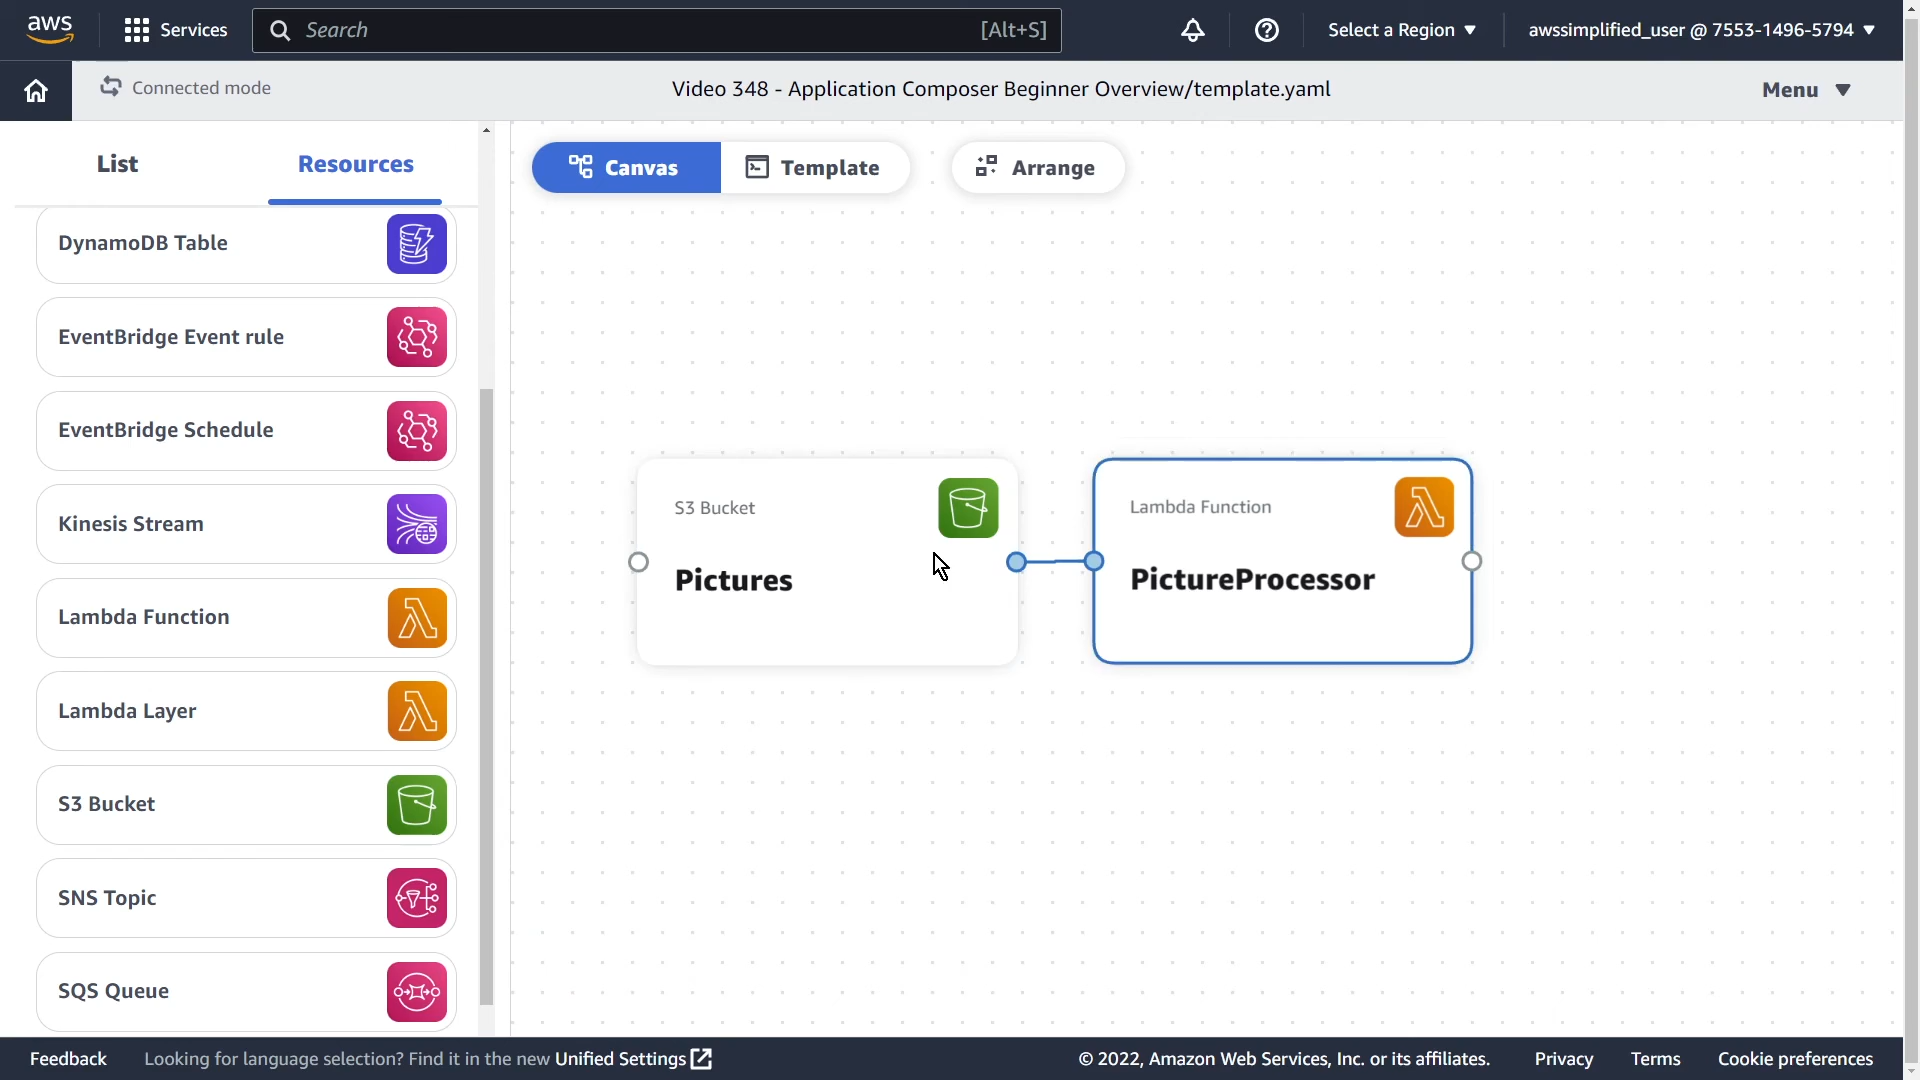 aws
Services
Search
[Alt+S]
Select a Region
awssimplified_user @ 7553-1496-5794
Connected mode
Video 348 - Application Composer Beginner Overview/template.yaml
Menu
List
Resources
Canvas
Template
Arrange
DynamoDB Table
EventBridge Event rule
EventBridge Schedule
Kinesis Stream
Lambda Function
Lambda Layer
S3 Bucket
SNS Topic
SQS Queue
S3 Bucket
Pictures
Lambda Function
PictureProcessor
Feedback
Looking for language selection? Find it in the new Unified Settings
© 2022, Amazon Web Services, Inc. or its affiliates.
Privacy
Terms
Cookie preferences